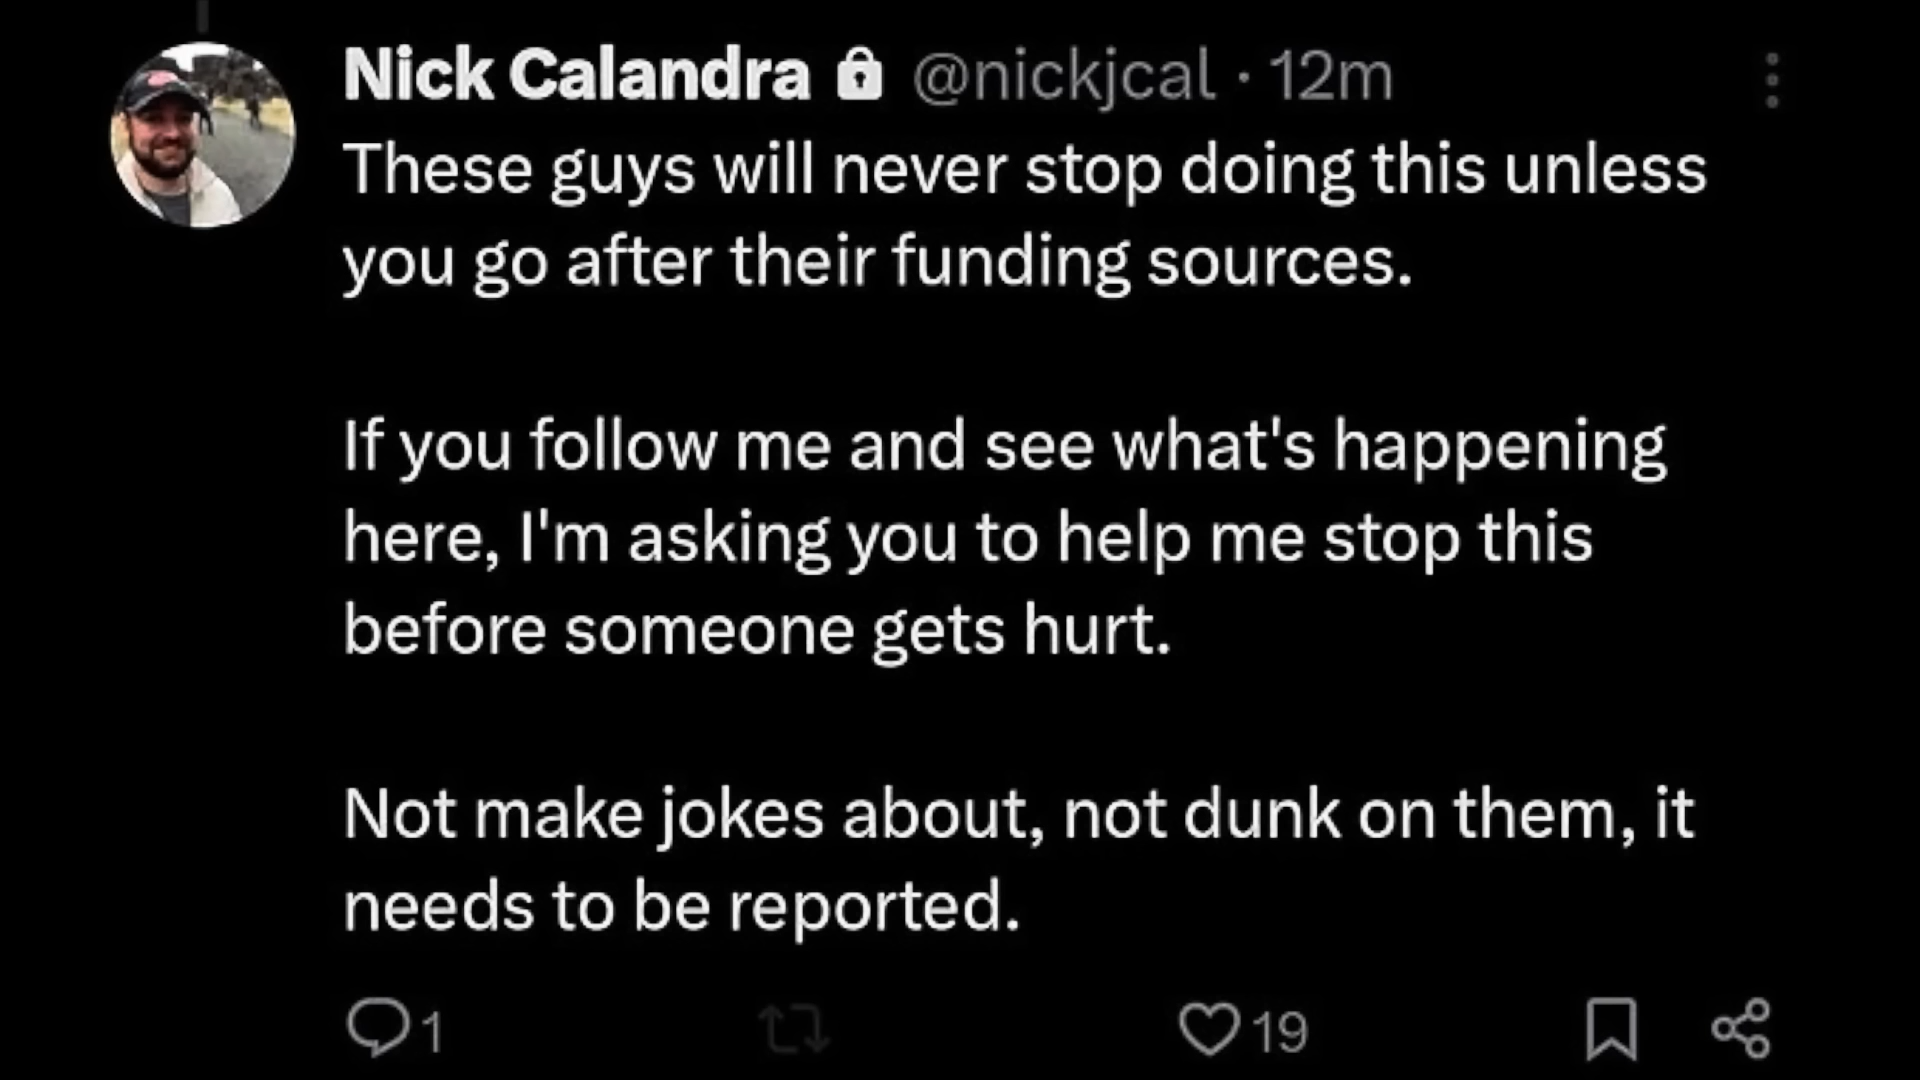 Nick Calandra @nickjcal · 12m
These guys will never stop doing this unless
you go after their funding sources.
If you follow me and see what's happening
here, I'm asking you to help me stop this
before someone gets hurt.
Not make jokes about, not dunk on them, it
needs to be reported.
1 19